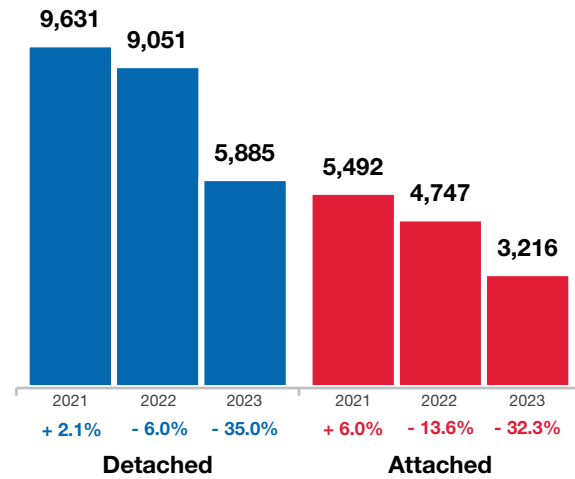 9,631
9,051
5,885
5,492
4,747
3,216
2021 2022 2023 2021 2022 2023
+ 2.1% - 6.0% - 35.0% + 6.0% - 13.6% - 32.3%
Detached Attached